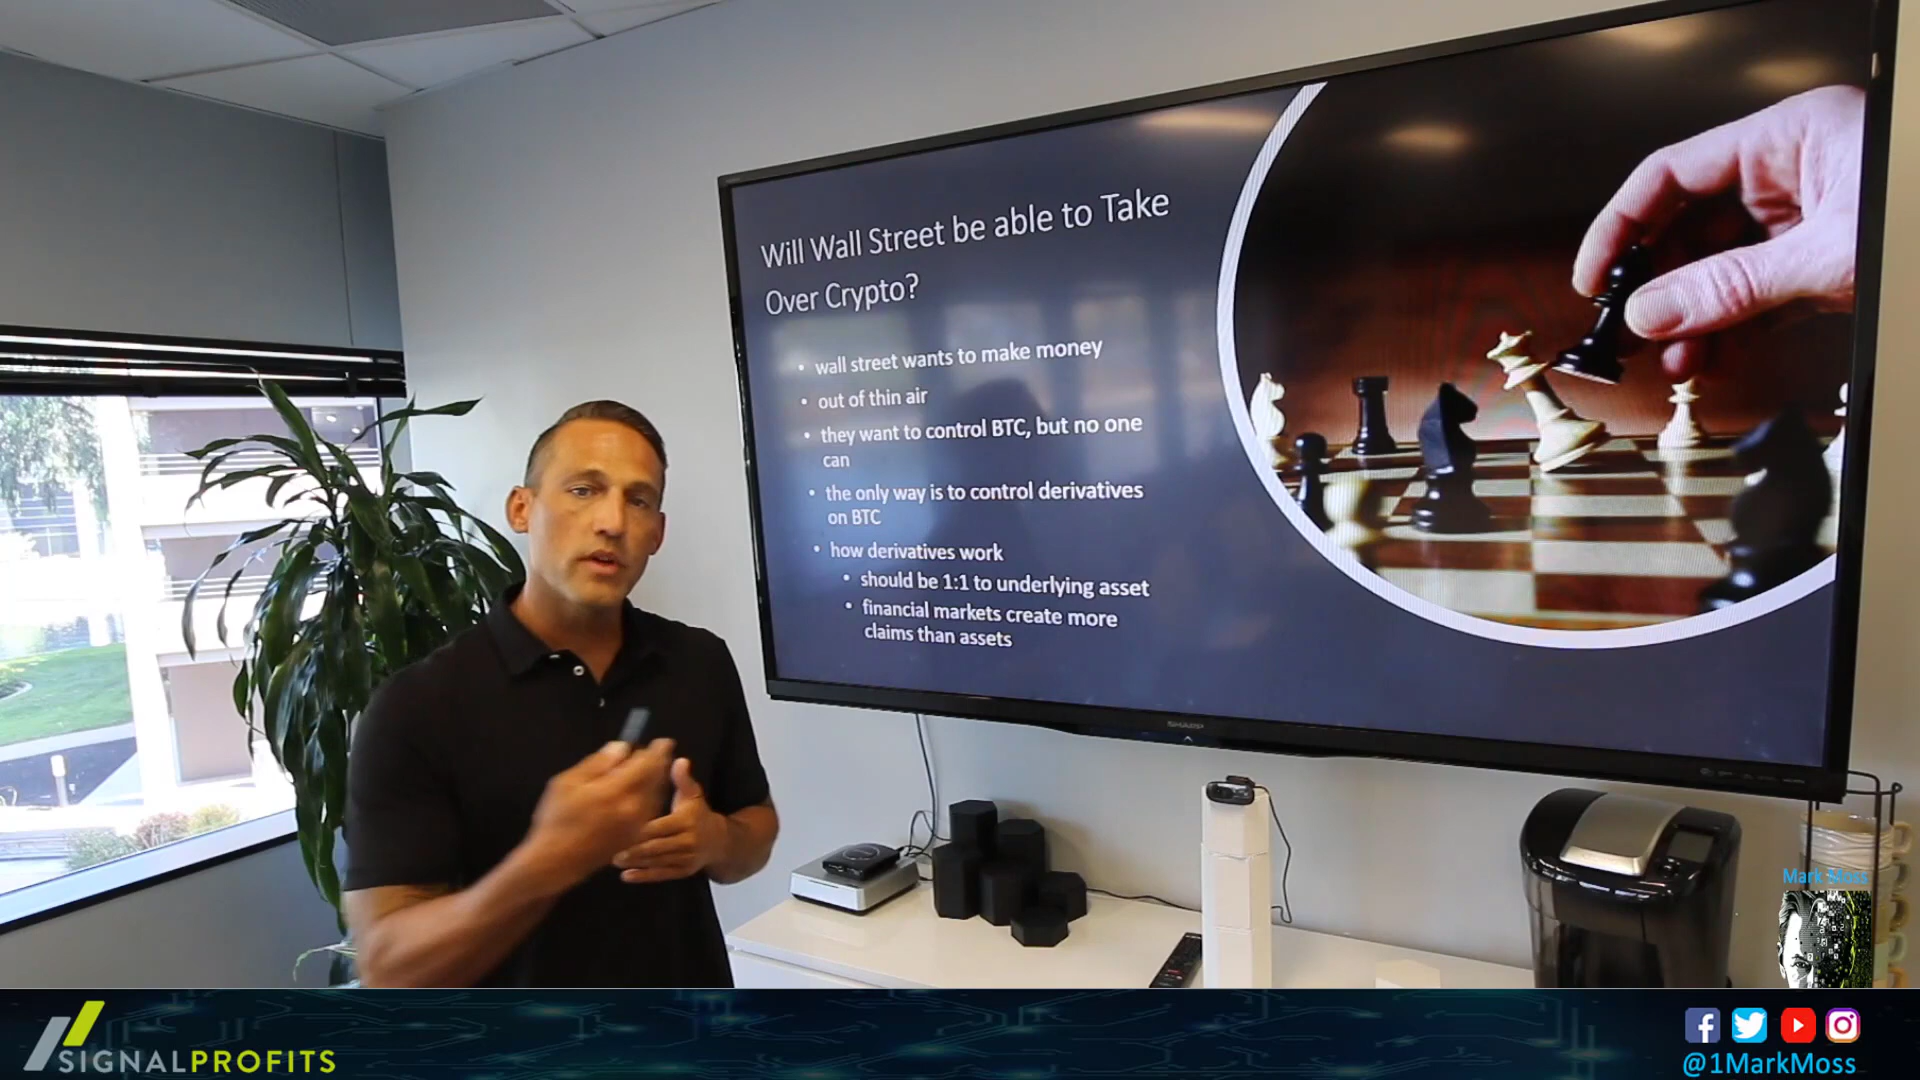 Will Wall Street be able to Take
Over Crypto?
• wall street wants to make money
• out of thin air
• they want to control BTC, but no one
can
• the only way is to control derivatives
on BTC
• how derivatives work
• should be 1:1 to underlying asset
• financial markets create more
claims than assets
SHARP
Mark Moss
SIGNALPROFITS
@1MarkMoss